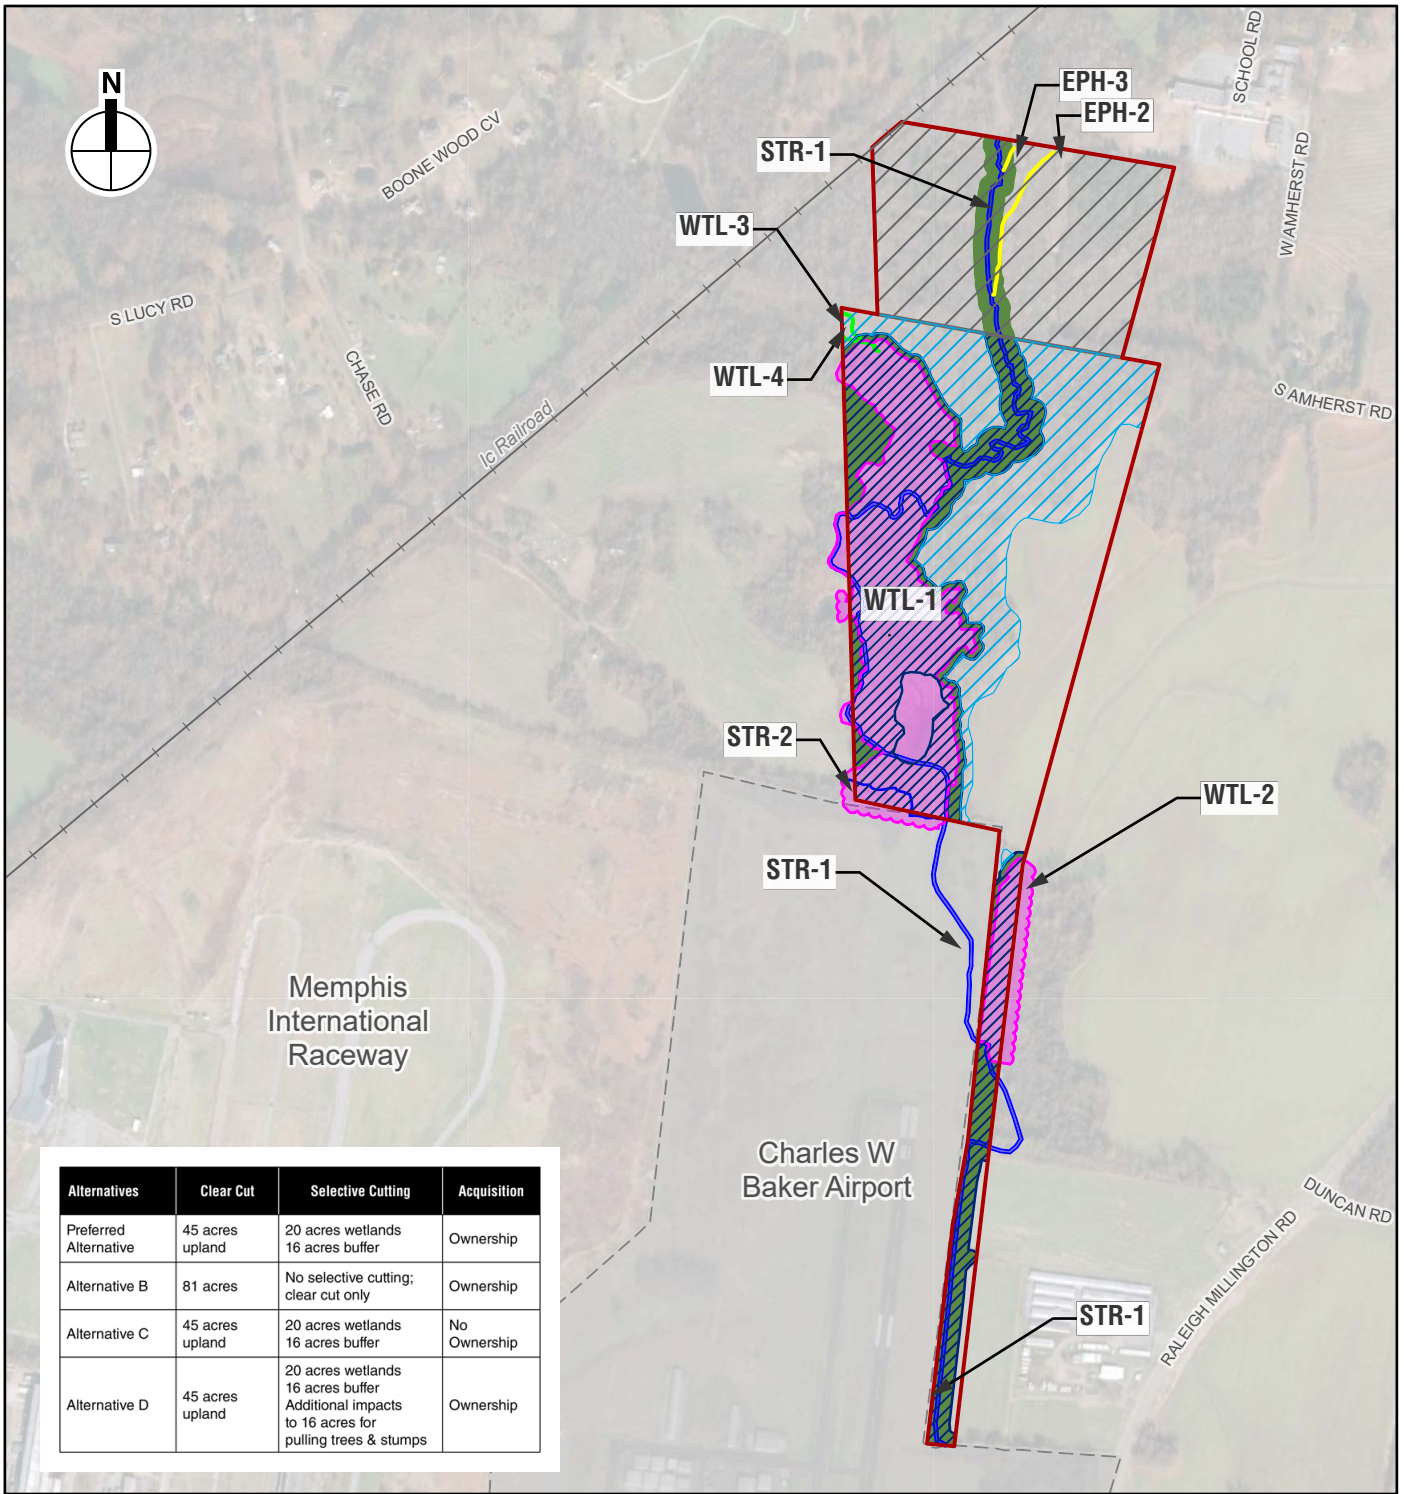 N
SCHOOL RD
EPH-3
EPH-2
BOONE WOOD CV
STR-1
W AMHERST RD
WTL-3
S LUCY RD
WTL-4
CHASE RD
S AMHERST RD
Ic Railroad
WTL-1
STR-2
WTL-2
STR-1
Memphis
International
Raceway
Charles W
Baker Airport
DUNCAN RD
RALEIGH MILLINGTON RD
STR-1
Alternatives Clear Cut Selective Cutting Acquisition
Preferred Alternative 45 acres upland 20 acres wetlands 16 acres buffer Ownership
Alternative B 81 acres No selective cutting; clear cut only Ownership
Alternative C 45 acres upland 20 acres wetlands 16 acres buffer No Ownership
Alternative D 45 acres upland 20 acres wetlands 16 acres buffer Additional impacts to 16 acres for pulling trees & stumps Ownership